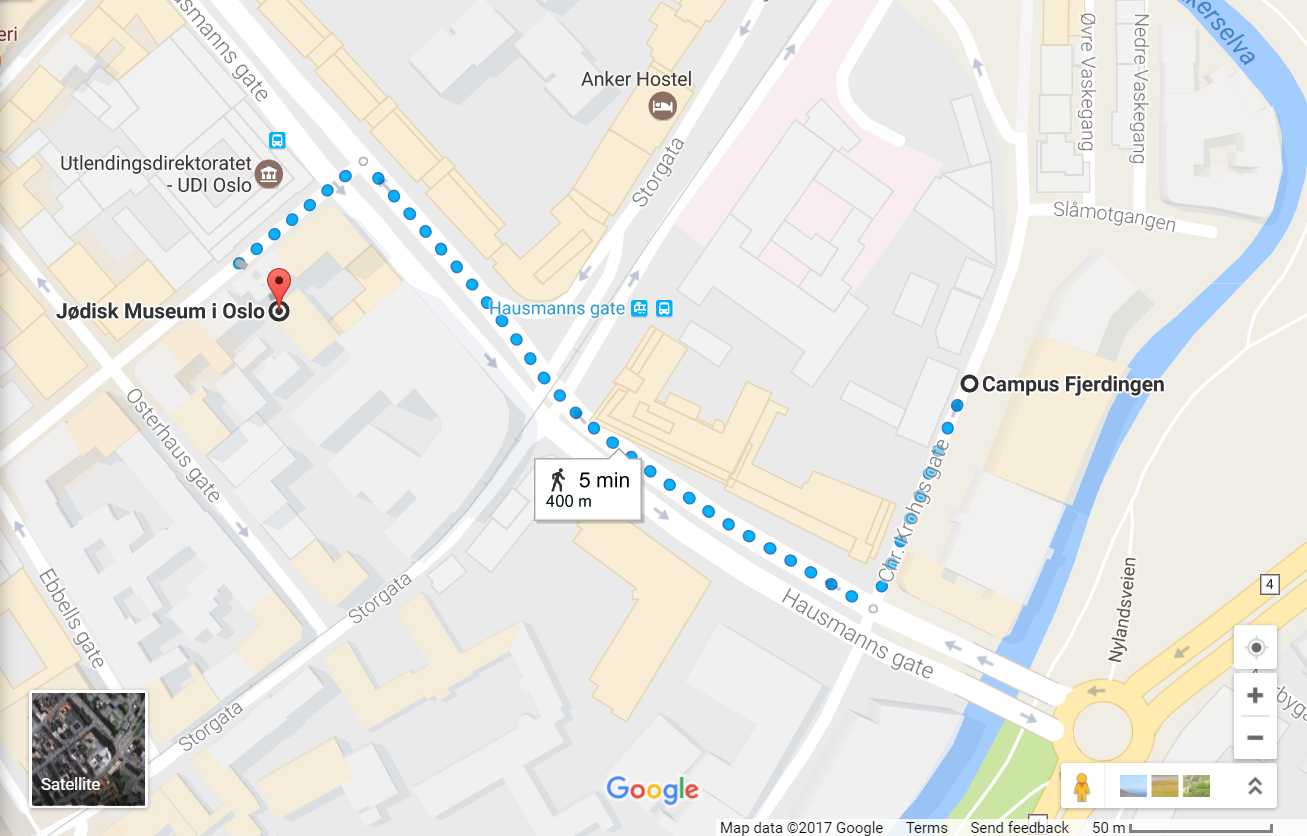 eri
Hausmanns gate
Anker Hostel
Øvre Vaskegang
Nedre Vaskegang
Utlendingsdirektoratet
- UDI Oslo
Storgata
Slåmotgangen
Hausmanns gate
Jødisk Museum i Oslo
Campus Fjerdingen
Osterhaus gate
5 min
400 m
Chr. Krohgs gate
Ebbells gate
Storgata
Hausmanns gate
Nylandsveien
4
Storgata
Satellite
Google
Map data ©2017 Google
Terms
Send feedback
50 m